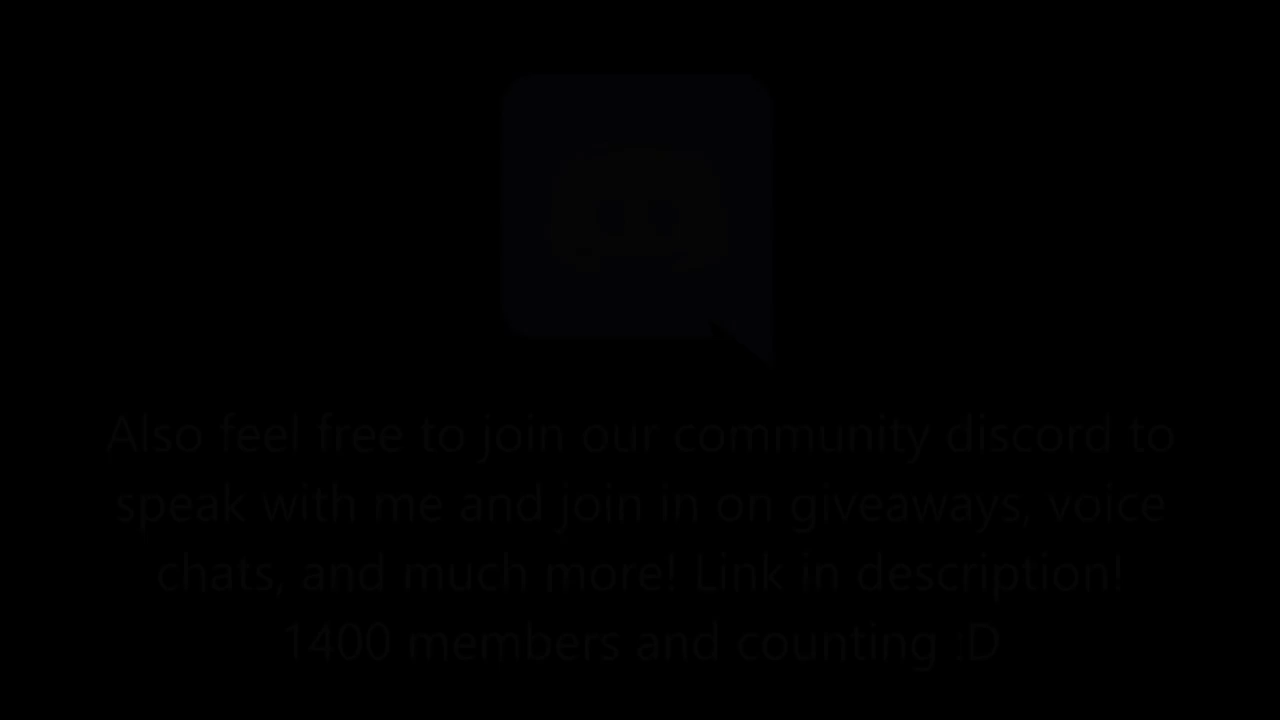 Also feel free to join our community discord to
speak with me and join in on giveaways, voice
chats, and much more! Link in description!
1400 members and counting :D